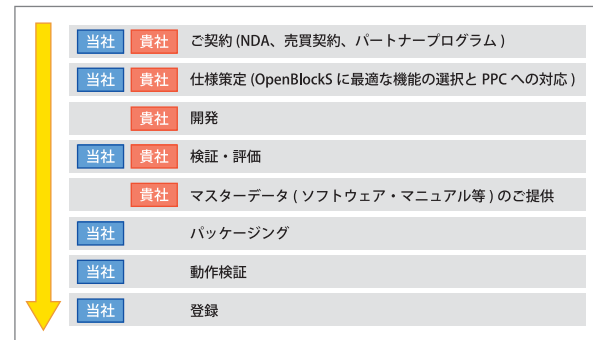 当社 貴社 ご契約 (NDA、売買契約、パートナープログラム )
当社 貴社 仕様策定 (OpenBlockS に最適な機能の選択と PPC への対応 )
貴社 開発
当社 貴社 検証・評価
貴社 マスターデータ ( ソフトウェア・マニュアル等 ) のご提供
当社 パッケージング
当社 動作検証
当社 登録